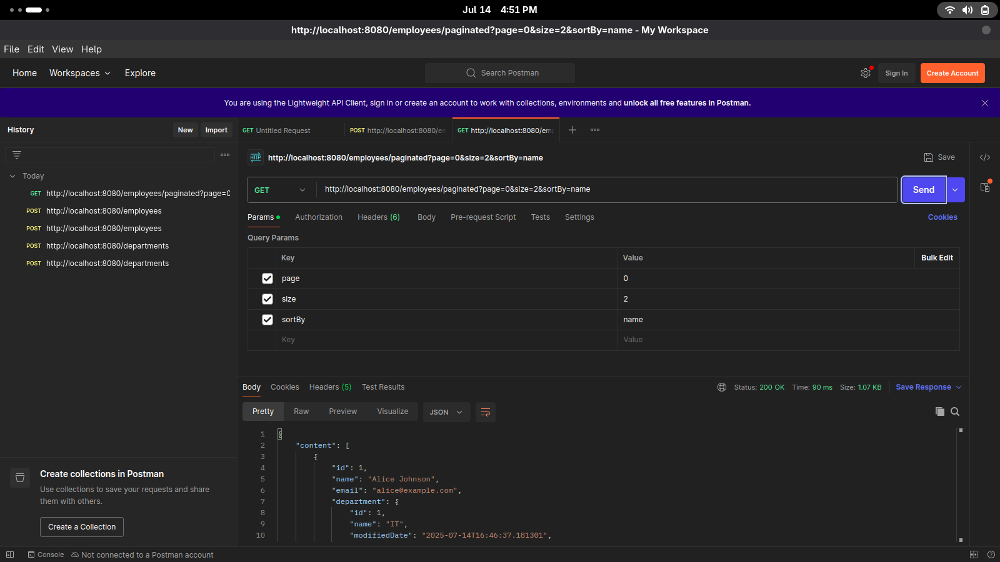 Jul 14 4:51 PM
http://localhost:8080/employees/paginated?page=0&size=2&sortBy=name - My Workspace
File Edit View Help
Home Workspaces Explore
Search Postman
Sign In
Create Account
You are using the Lightweight API Client, sign in or create an account to work with collections, environments and unlock all free features in Postman.
History
New
Import
GET Untitled Request
POST http://localhost:8080/en
GET http://localhost:8080/em
HTTP
http://localhost:8080/employees/paginated?page=0&size=2&sortBy=name
Save
Today
GET http://localhost:8080/employees/paginated?page=0
POST http://localhost:8080/employees
POST http://localhost:8080/employees
POST http://localhost:8080/departments
POST http://localhost:8080/departments
GET
http://localhost:8080/employees/paginated?page=0&size=2&sortBy=name
Send
Params Authorization Headers (6) Body Pre-request Script Tests Settings
Cookies
Query Params
Key Value Bulk Edit
page 0
size 2
sortBy name
Key Value
Body Cookies Headers (5) Test Results
Status: 200 OK Time: 90 ms Size: 1.07 KB
Save Response
Pretty Raw Preview Visualize JSON
1 {
2 "content": [
3 {
4 "id": 1,
5 "name": "Alice Johnson",
6 "email": "alice@example.com",
7 "department": {
8 "id": 1,
9 "name": "IT",
10 "modifiedDate": "2025-07-14T16:46:37.181301",
Create collections in Postman
Use collections to save your requests and share
them with others.
Create a Collection
Console
Not connected to a Postman account